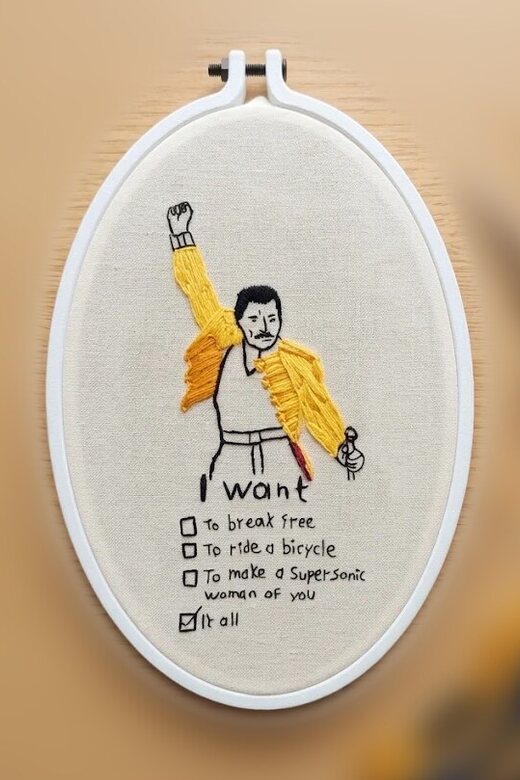 I want
To break free
To ride a bicycle
To make a Supersonic
woman of you
It all